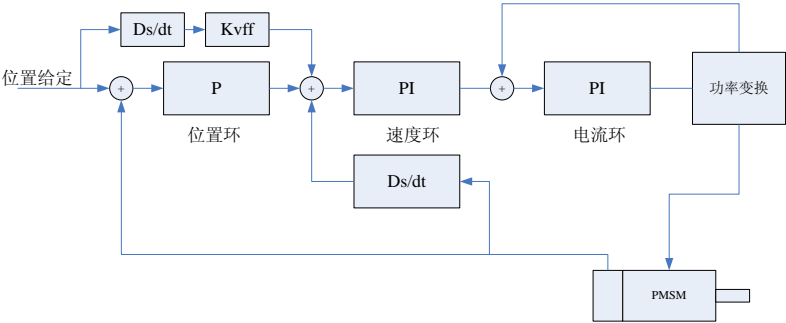 Ds/dt
Kvff
位置给定
+
P
+
PI
+
PI
功率变换
位置环
速度环
电流环
Ds/dt
PMSM